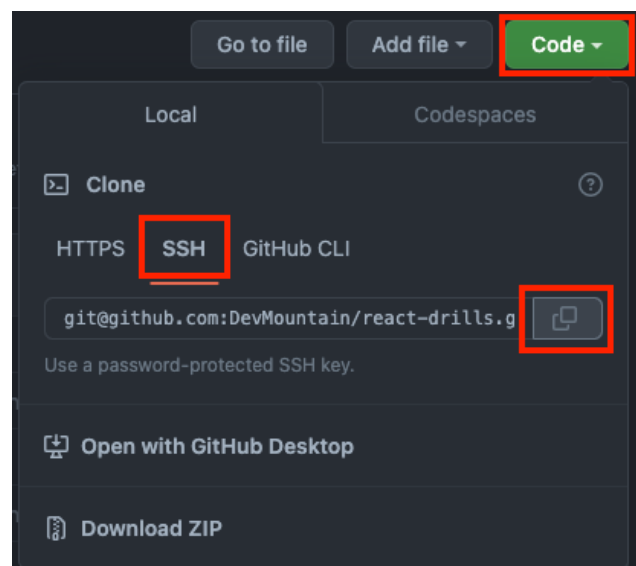 Go to file Add file Code
Local Codespaces
Clone
HTTPS SSH GitHub CLI
git@github.com:DevMountain/react-drills.g
Use a password-protected SSH key.
Open with GitHub Desktop
Download ZIP